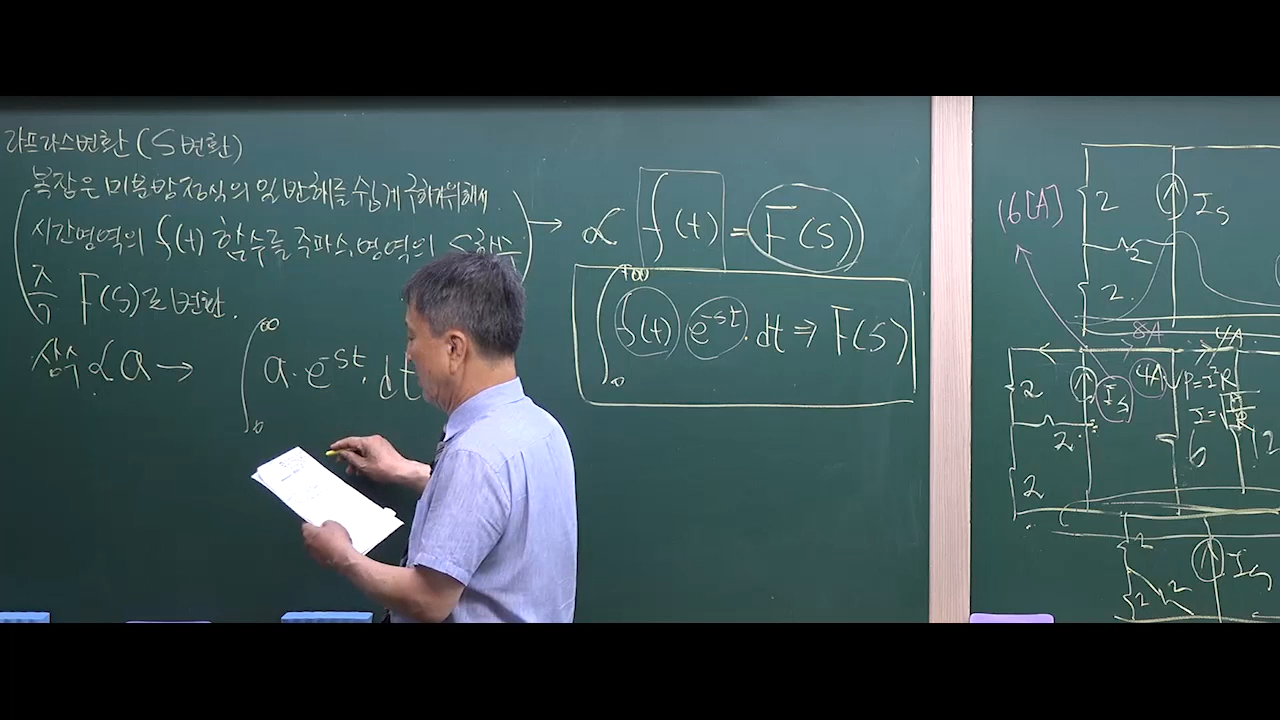 라프라스변환 (S변환)
복잡은 미분방정식의 일반해를 쉽게 구하기위해서
시간영역의 f(t) 함수를 주파수영역의 S함수
즉 F(S)로 변환.
→ ℒ f(t) = F(s)
∫₀^+∞ f(t) e^-st · dt ⇒ F(s)
상수 ℒ a → ∫₀^∞ a · e^-st · dt
16[A]
2 2 2 Is
8A 4A
2 2 2 Is 4A
P=I²R
6 12
2 2 2 Is